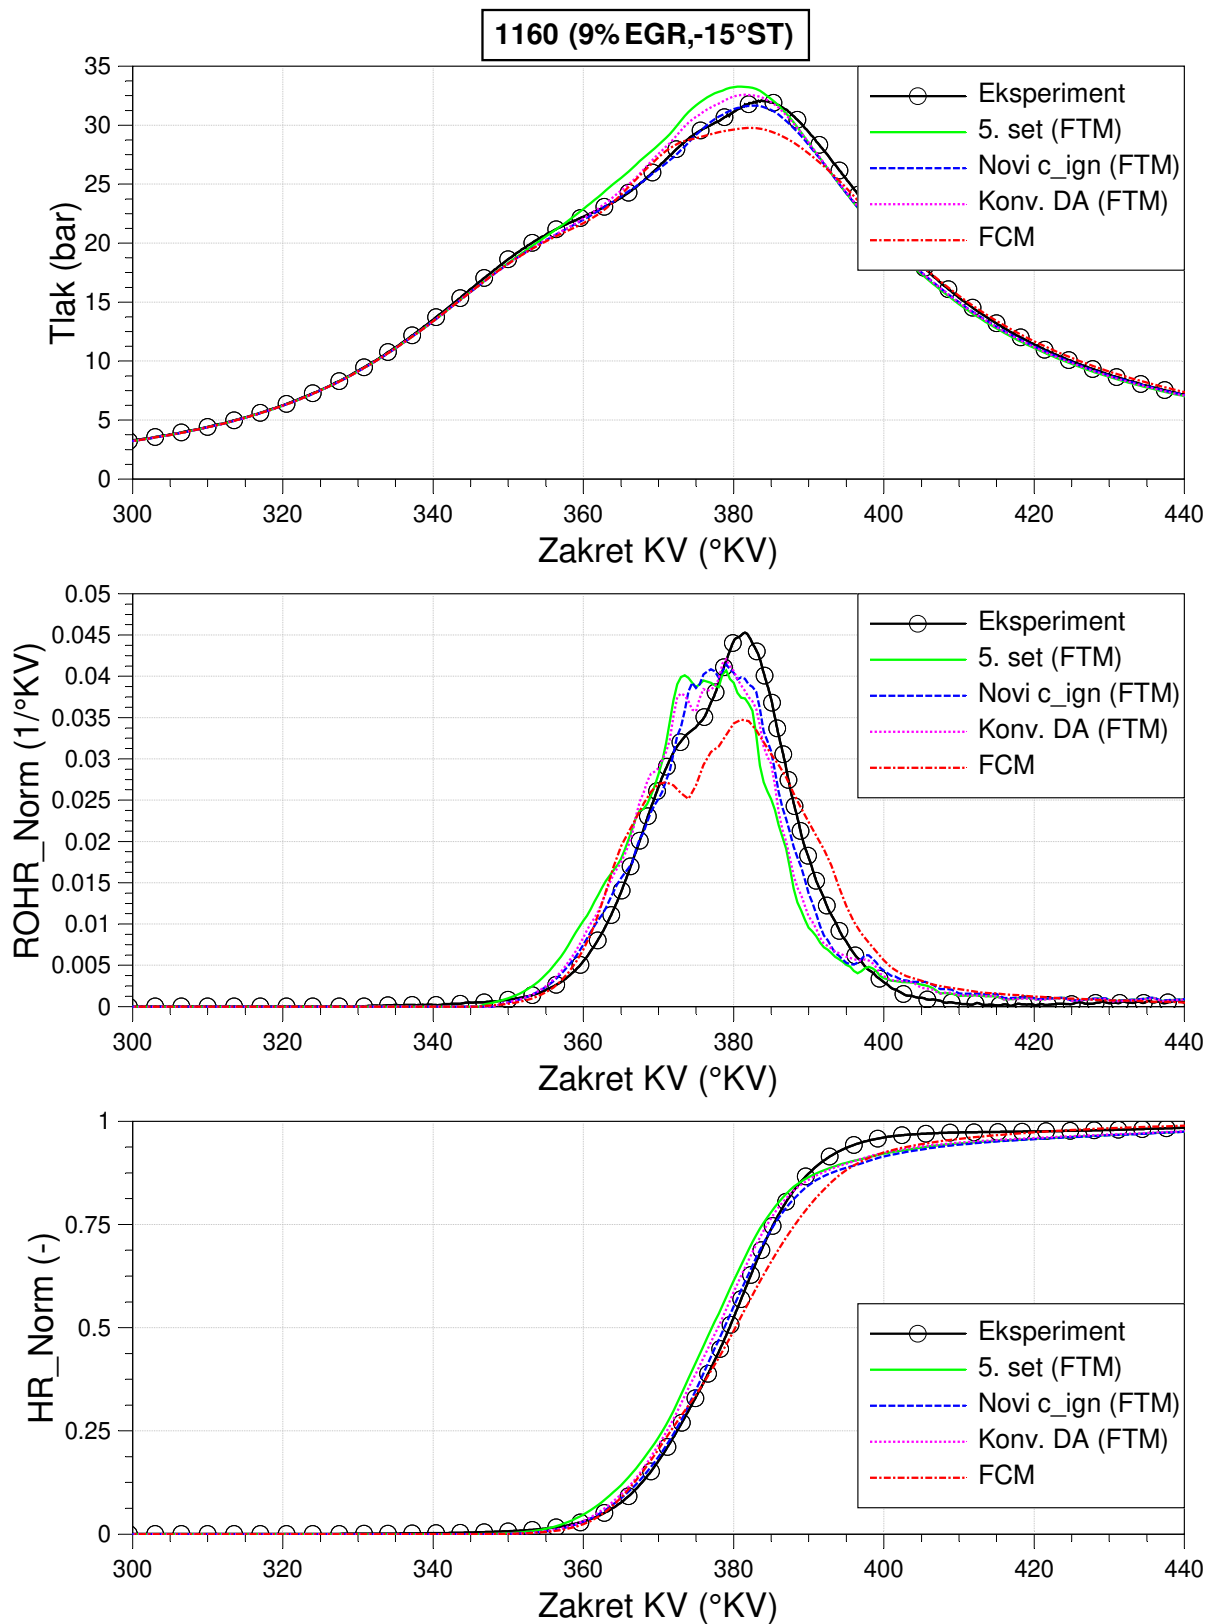 1160 (9% EGR,-15°ST)
35
30
25
20
15
10
5
0
Tlak (bar)
300 320 340 360 380 400 420 440
Zakret KV (°KV)
Eksperiment
5. set (FTM)
Novi c_ign (FTM)
Konv. DA (FTM)
FCM
0.05
0.045
0.04
0.035
0.03
0.025
0.02
0.015
0.01
0.005
0
ROHR_Norm (1/°KV)
300 320 340 360 380 400 420 440
Zakret KV (°KV)
Eksperiment
5. set (FTM)
Novi c_ign (FTM)
Konv. DA (FTM)
FCM
1
0.75
0.5
0.25
0
HR_Norm (-)
300 320 340 360 380 400 420 440
Zakret KV (°KV)
Eksperiment
5. set (FTM)
Novi c_ign (FTM)
Konv. DA (FTM)
FCM